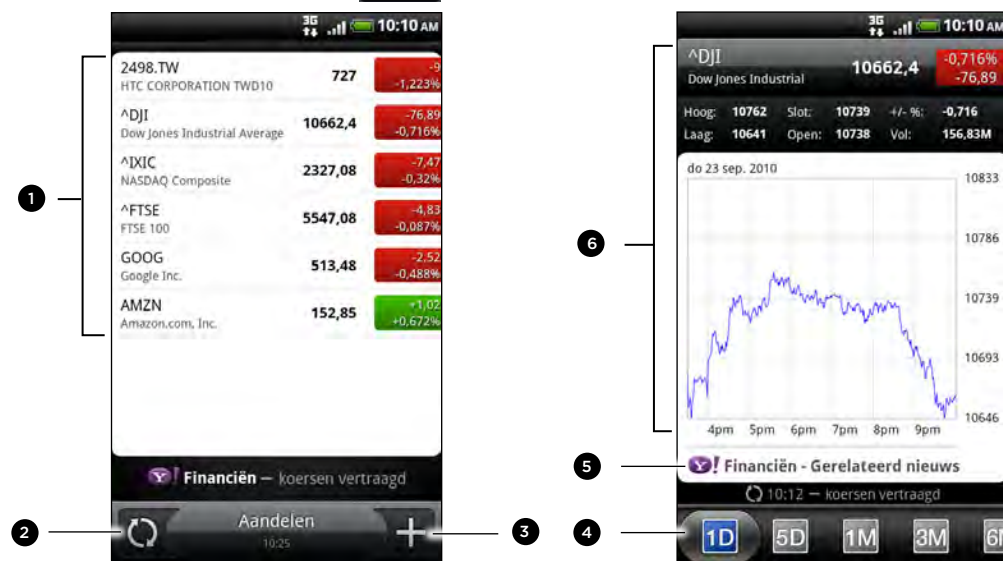 3G 10:10 AM
2498.TW 727 -9
HTC CORPORATION TWD10 -1,223%
^DJI 10662,4 -76,89
Dow Jones Industrial Average -0,716%
^IXIC 2327,08 -7,47
NASDAQ Composite -0,32%
^FTSE 5547,08 -4,83
FTSE 100 -0,087%
GOOG 513,48 -2,52
Google Inc. -0,488%
AMZN 152,85 +1,02
Amazon.com, Inc. +0,672%
1
Y! Financiën — koersen vertraagd
Aandelen
10:25
2
3
3G 10:10 AM
^DJI 10662,4 -0,716%
Dow Jones Industrial -76,89
Hoog: 10762 Slot: 10739 +/- %: -0,716
Laag: 10641 Open: 10738 Vol: 156,83M
do 23 sep. 2010
10833
10786
10739
10693
10646
4pm 5pm 6pm 7pm 8pm 9pm
6
5
Y! Financiën - Gerelateerd nieuws
10:12 — koersen vertraagd
4
1D 5D 1M 3M